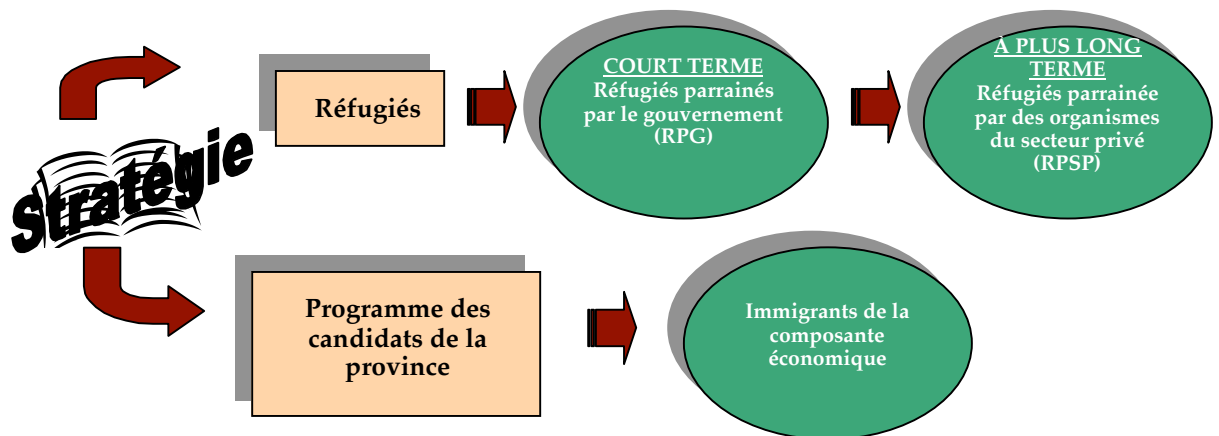 Stratégie
Réfugiés
COURT TERME
Réfugiés parrainés
par le gouvernement
(RPG)
À PLUS LONG
TERME
Réfugiés parrainée
par des organismes
du secteur privé
(RPSP)
Programme des
candidats de la
province
Immigrants de la
composante
économique